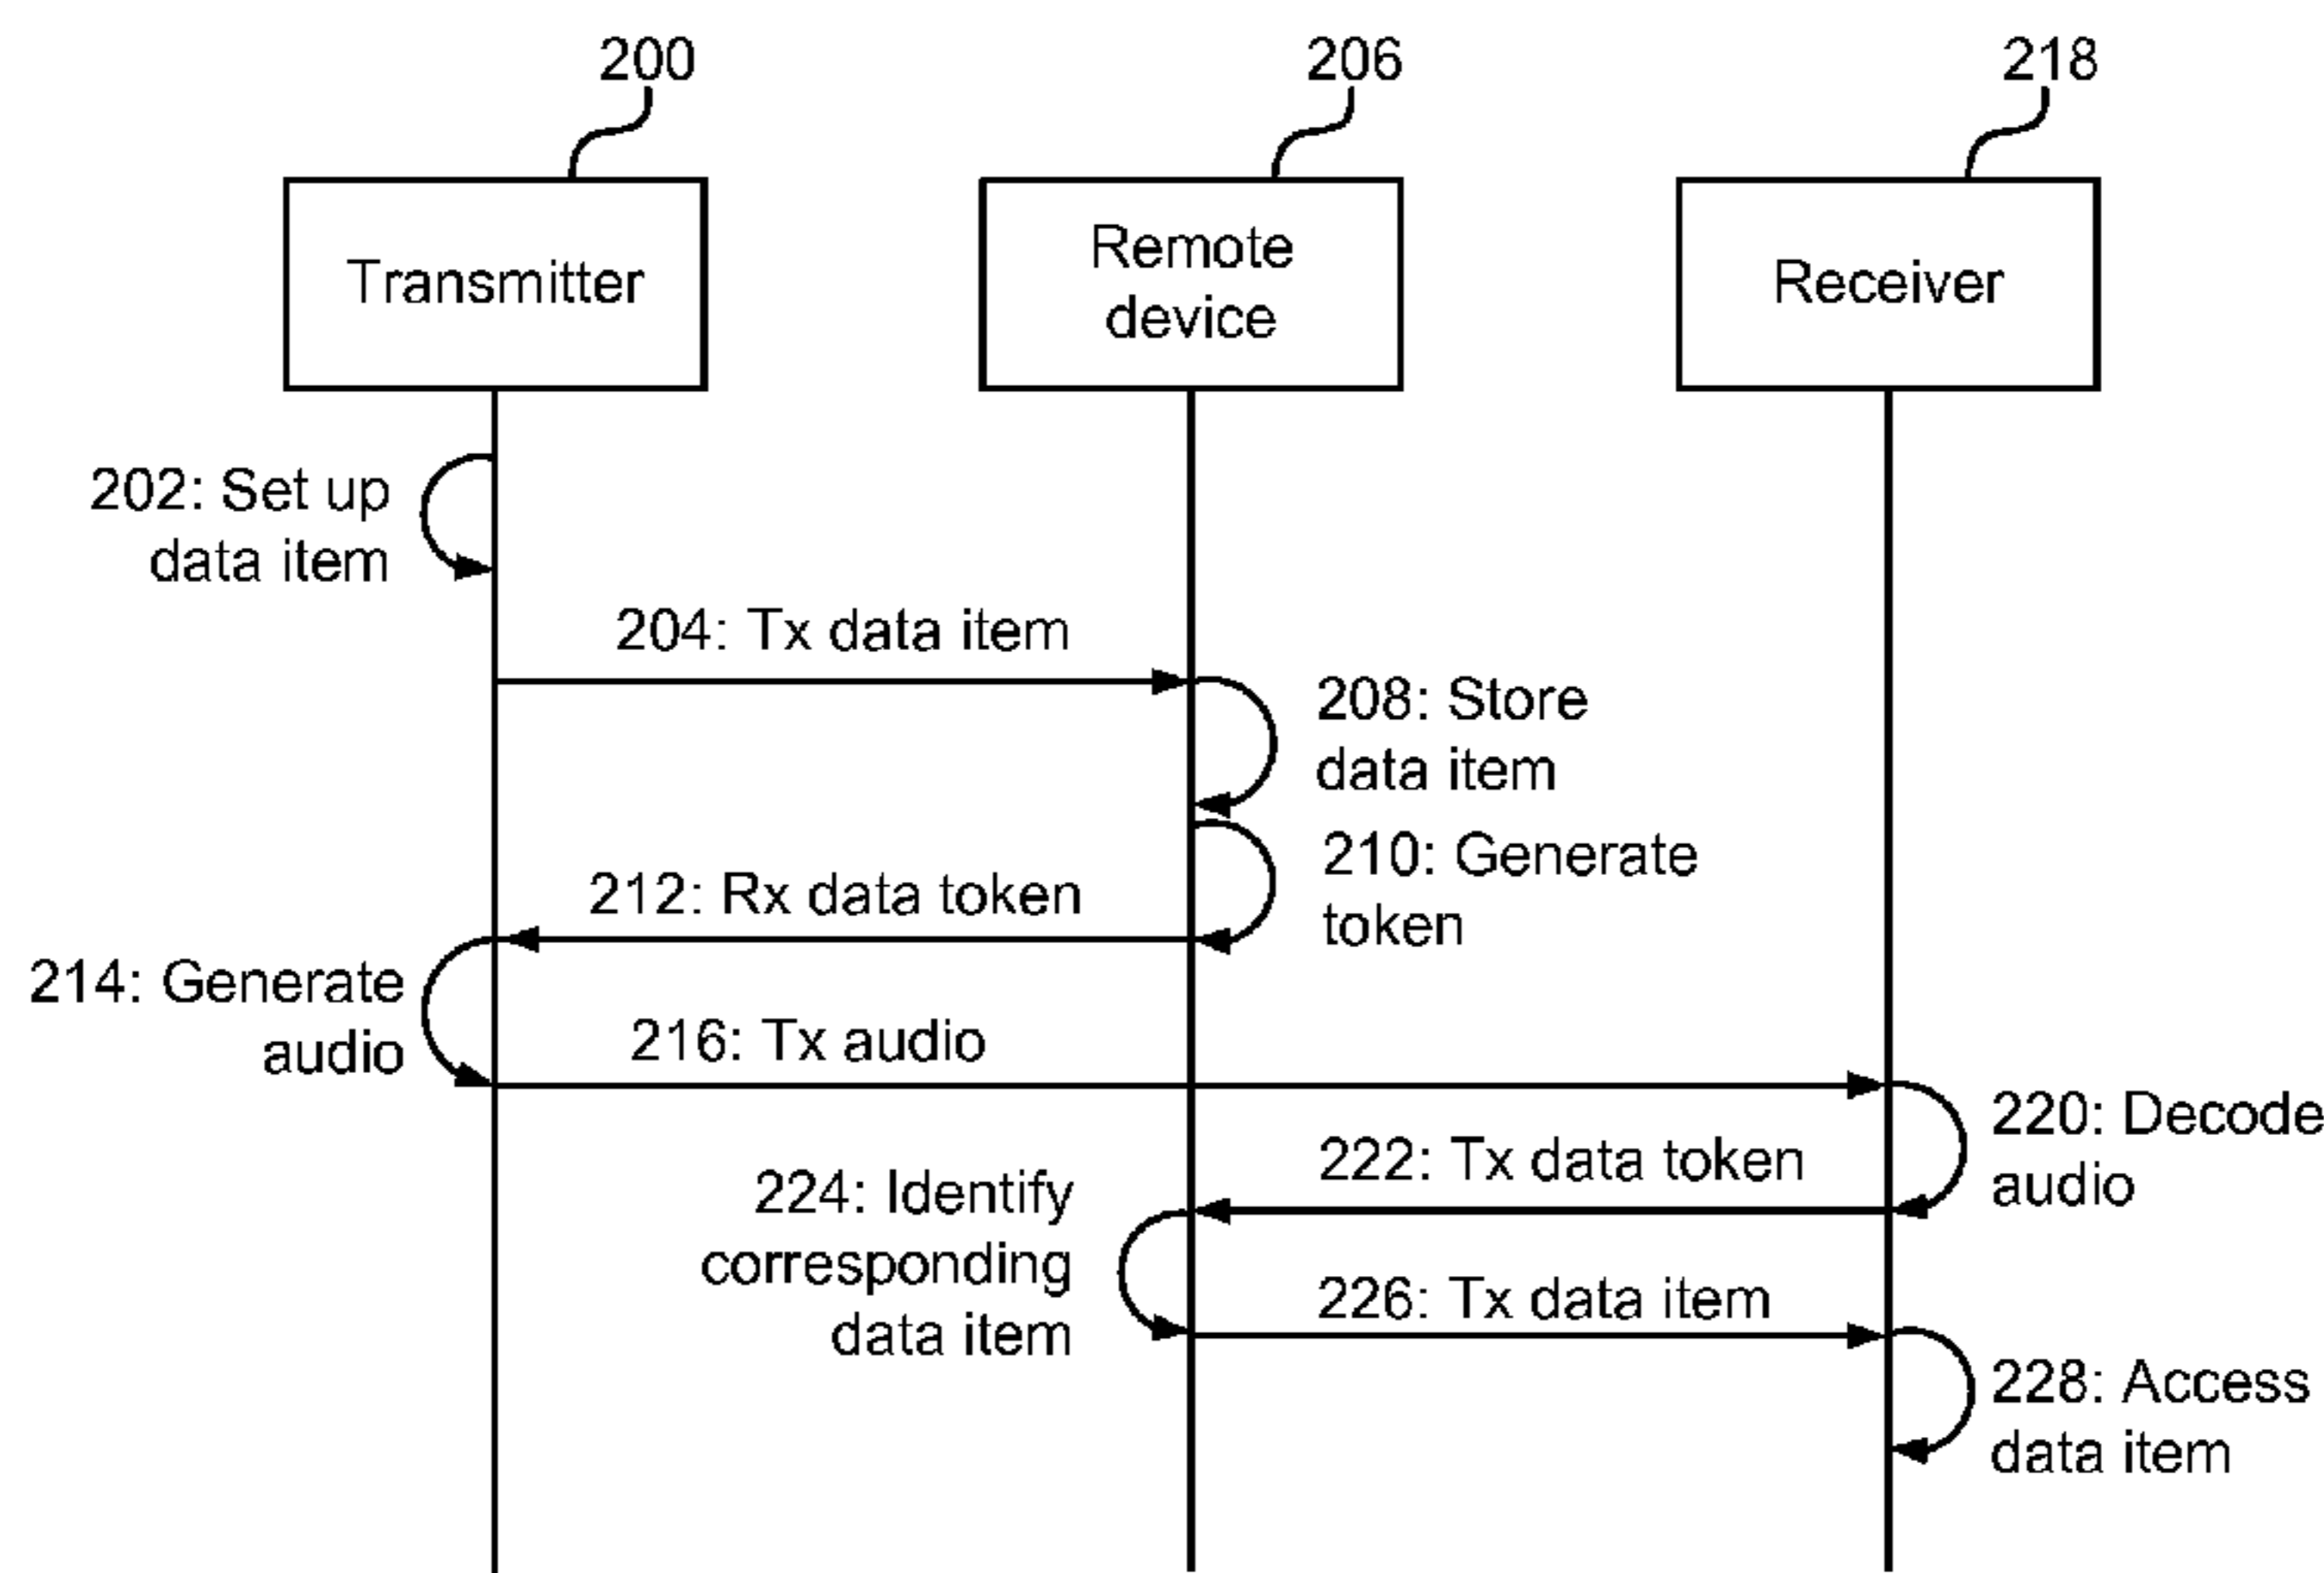 200
206
218
Transmitter
Remote
device
Receiver
202: Set up
data item
204: Tx data item
208: Store
data item
210: Generate
token
212: Rx data token
214: Generate
audio
216: Tx audio
220: Decode
audio
222: Tx data token
224: Identify
corresponding
data item
226: Tx data item
228: Access
data item